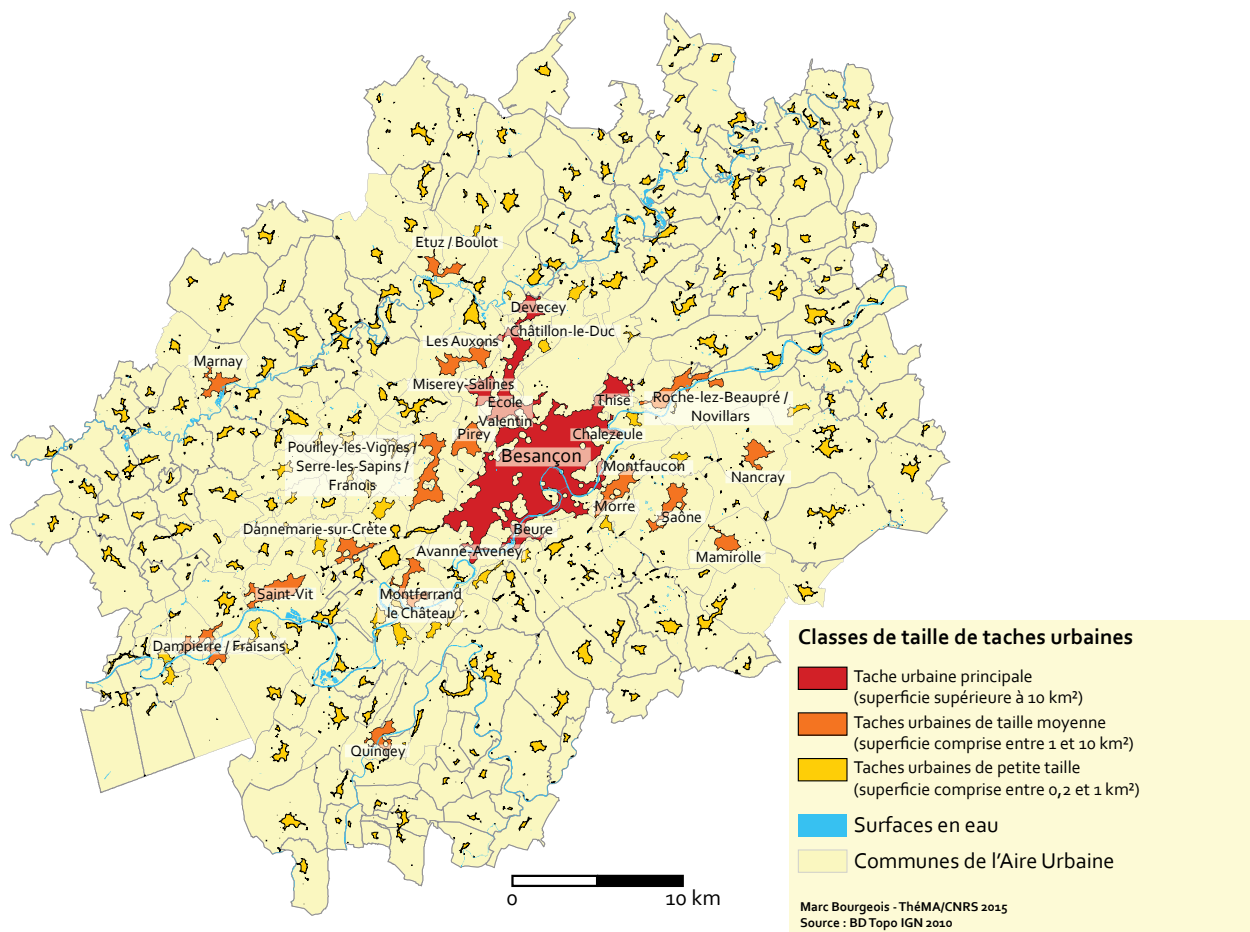 Etuz / Boulot
Devecey
Châtillon-le-Duc
Les Auxons
Marnay
Miserey-Salines
Ecole
Valentin
Thise
Roche-lez-Beaupré /
Novillars
Pirey
Chalezeule
Pouilley-les-Vignes /
Serre-les-Sapins /
Franois
Besançon
Montfaucon
Nancray
Morre
Saône
Dannemarie-sur-Crète
Beure
Avanne-Aveney
Mamirolle
Saint-Vit
Montferrand
le Château
Dampierre / Fraisans
Quingey
Classes de taille de taches urbaines
Tache urbaine principale
(superficie supérieure à 10 km²)
Taches urbaines de taille moyenne
(superficie comprise entre 1 et 10 km²)
Taches urbaines de petite taille
(superficie comprise entre 0,2 et 1 km²)
Surfaces en eau
Communes de l'Aire Urbaine
0 10 km
Marc Bourgeois - ThéMA/CNRS 2015
Source : BD Topo IGN 2010